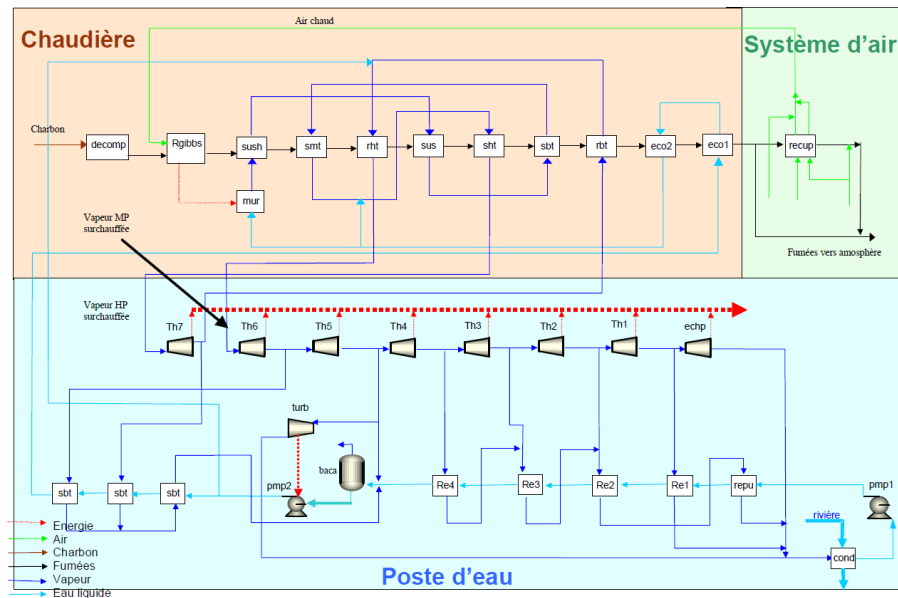 Air chaud
Chaudière
Système d'air
Charbon
decomp
Rgibbs
sush
smt
rht
sus
sht
sbt
rbt
eco2
eco1
recup
mur
Vapeur MP
surchauffée
Fumées vers amosphère
Vapeur HP
surchauffée
Th7
Th6
Th5
Th4
Th3
Th2
Th1
echp
turb
baca
pmp2
sbt
sbt
sbt
Re4
Re3
Re2
Re1
repu
pmp1
rivière
cond
Energie
Air
Charbon
Fumées
Vapeur
Eau liquide
Poste d'eau